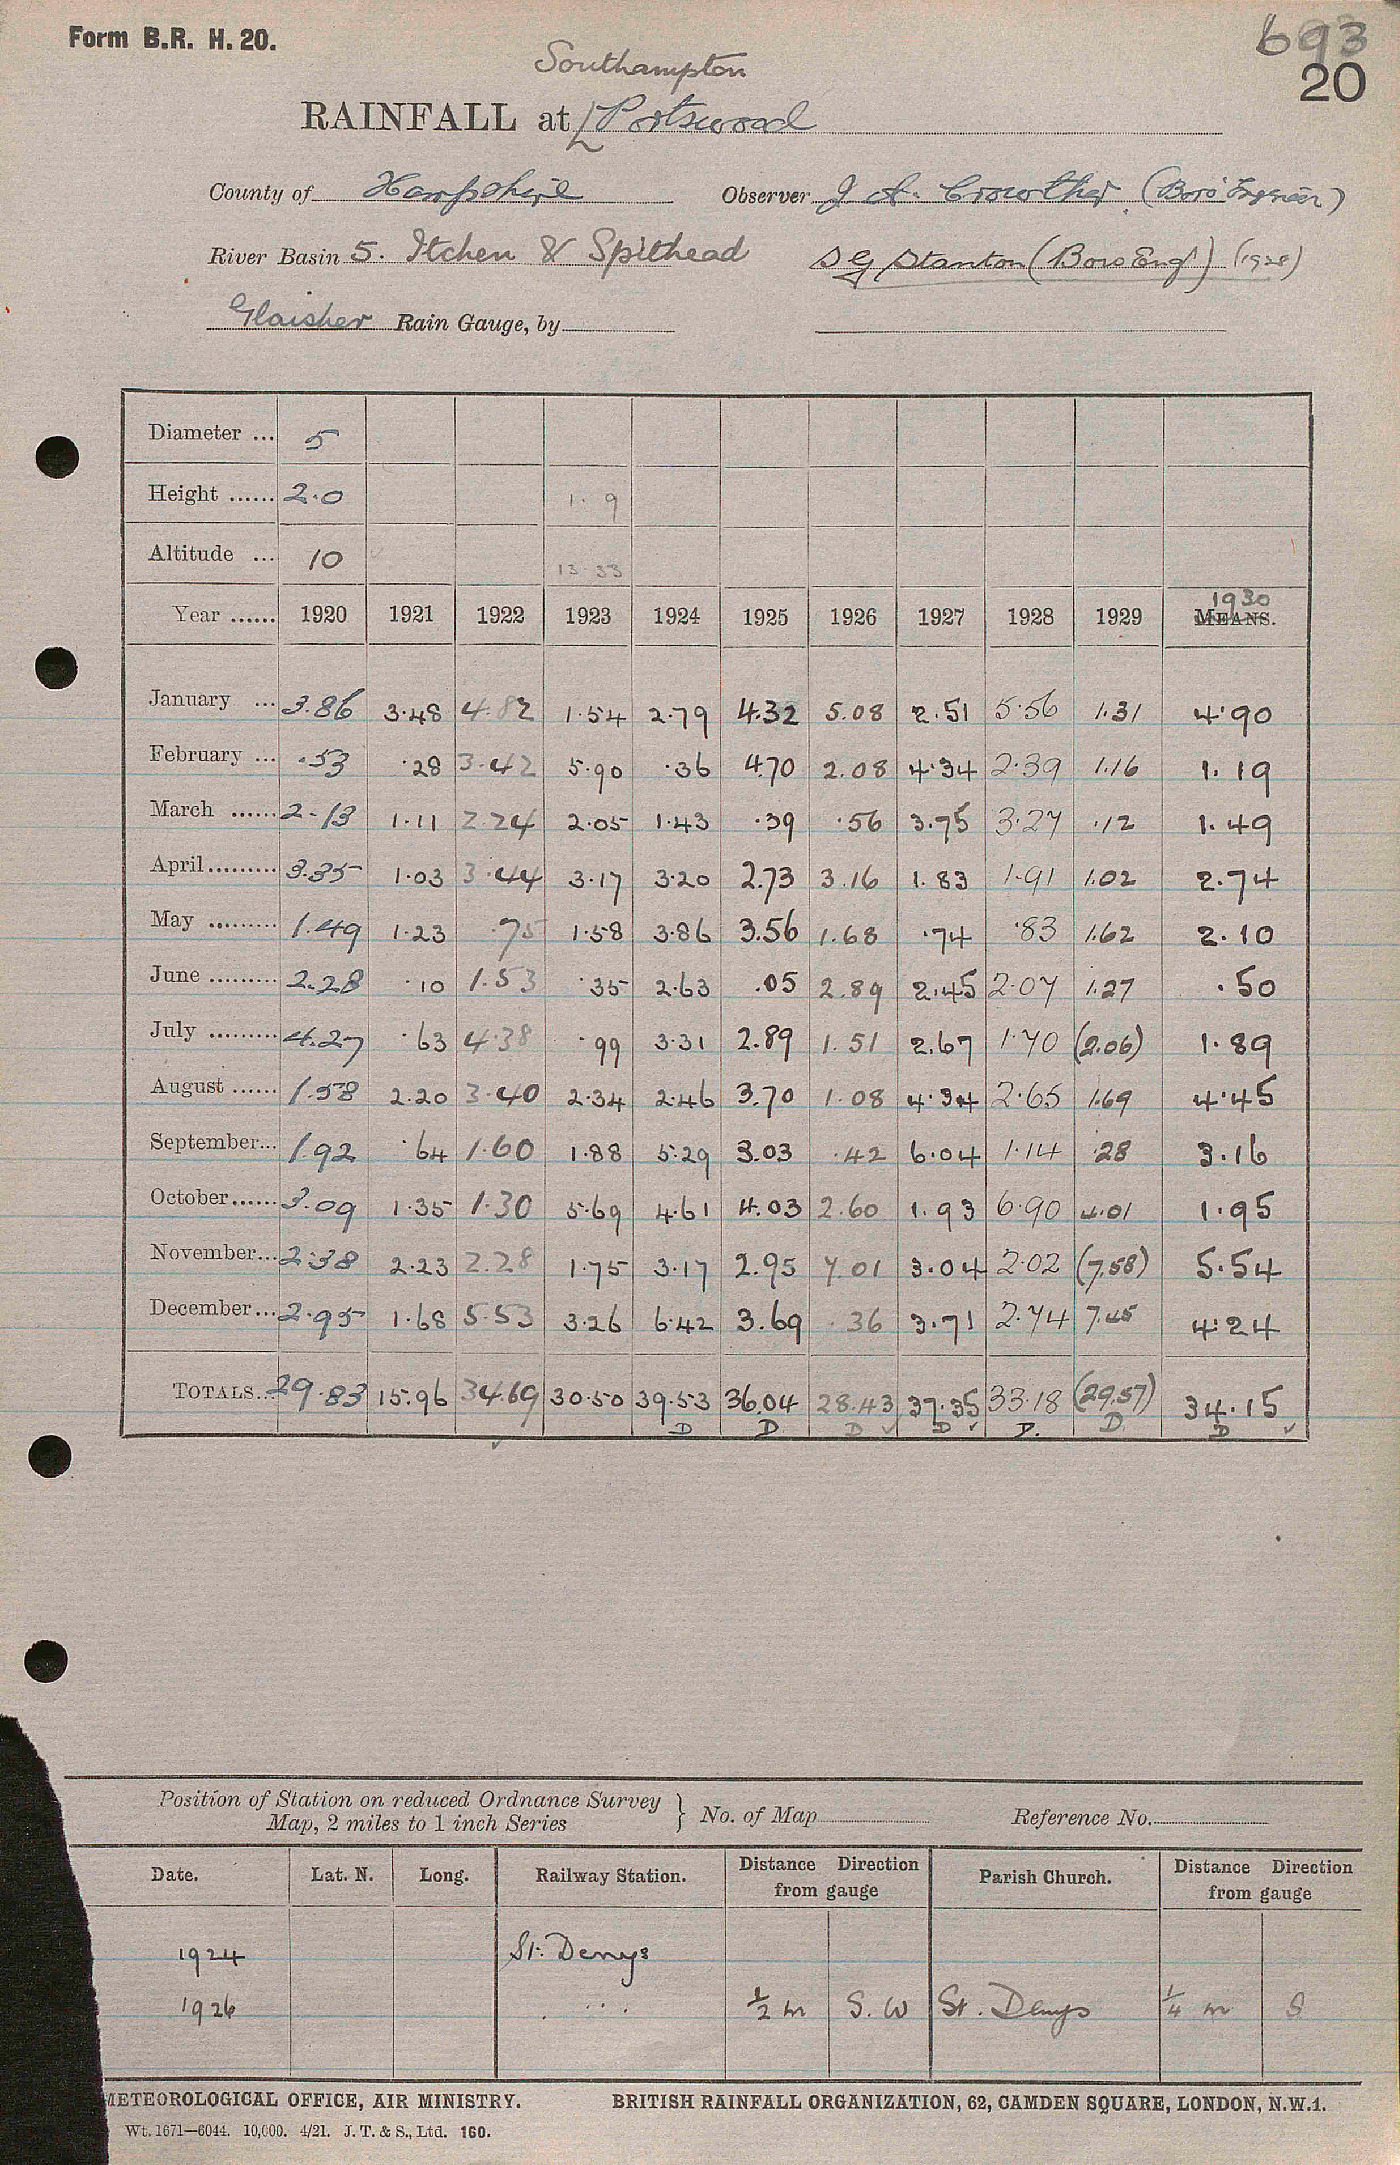 Form B.R. H. 20.
693
20
Southampton
RAINFALL at Portswood
County of Hampshire Observer J A. Crowther. (Boro' Engineer)
River Basin 5. Itchen & Spithead D G Stanton (Boro Eng') (1928)
Glaisher Rain Gauge, by
Diameter ... 5
Height ...... 2.0 1.9
Altitude ... 10 13.33
1930
Year ...... 1920 1921 1922 1923 1924 1925 1926 1927 1928 1929 MEANS.
January ... 3.86 3.48 4.82 1.54 2.79 4.32 5.08 2.51 5.56 1.31 4.90
February ... .53 .28 3.42 5.90 .36 4.70 2.08 4.34 2.39 1.16 1.19
March ...... 2.13 1.11 2.24 2.05 1.43 .39 .56 3.75 3.27 .12 1.49
April ......... 3.35 1.03 3.44 3.17 3.20 2.73 3.16 1.83 1.91 1.02 2.74
May ......... 1.49 1.23 .75 1.58 3.86 3.56 1.68 .74 .83 1.62 2.10
June ......... 2.28 .10 1.53 .35 2.63 .05 2.89 2.45 2.07 1.27 .50
July ......... 4.27 .63 4.38 .99 3.31 2.89 1.51 2.67 1.70 (2.06) 1.89
August ...... 1.58 2.20 3.40 2.34 2.46 3.70 1.08 4.34 2.65 1.69 4.45
September... 1.92 .64 1.60 1.88 5.29 3.03 .42 6.04 1.14 .28 3.16
October...... 3.09 1.35 1.30 5.69 4.61 4.03 2.60 1.93 6.90 4.01 1.95
November... 2.38 2.23 2.28 1.75 3.17 2.95 7.01 3.04 2.02 (7.58) 5.54
December... 2.95 1.68 5.53 3.26 6.42 3.69 .36 3.71 2.74 7.45 4.24
TOTALS... 29.83 15.96 34.69 30.50 39.53 36.04 28.43 37.35 33.18 (29.57) 34.15
D D D D D. D. D
Position of Station on reduced Ordnance Survey
Map, 2 miles to 1 inch Series } No. of Map Reference No.
Date. Lat. N. Long. Railway Station. Distance Direction from gauge Parish Church. Distance Direction from gauge
1924 St. Denys
1926 . . . . 1/2 m S. W St. Denys 1/4 m S
METEOROLOGICAL OFFICE, AIR MINISTRY. BRITISH RAINFALL ORGANIZATION, 62, CAMDEN SQUARE, LONDON, N.W.1.
Wt. 1671—6044. 10,000. 4/21. J. T. & S., Ltd. 160.